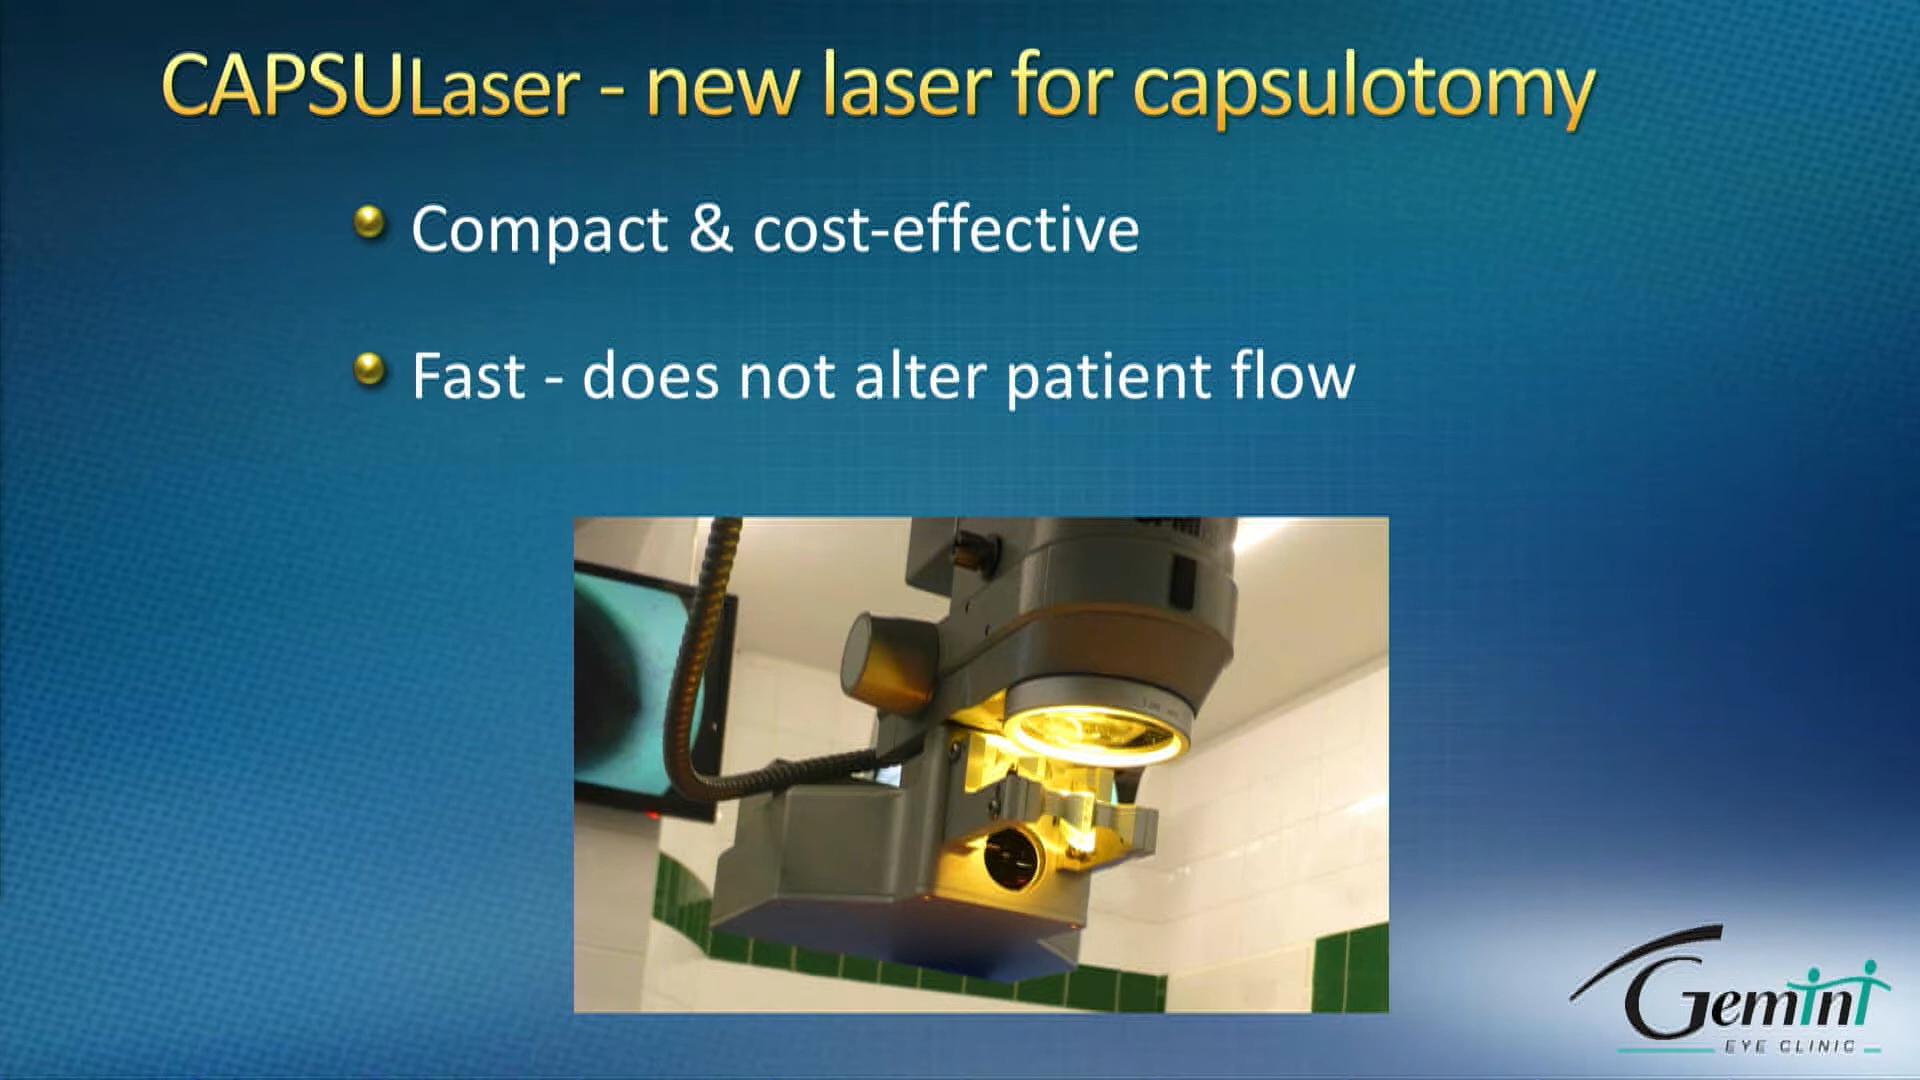 CAPSULaser - new laser for capsulotomy
Compact & cost-effective
Fast - does not alter patient flow
Gemini
EYE CLINIC